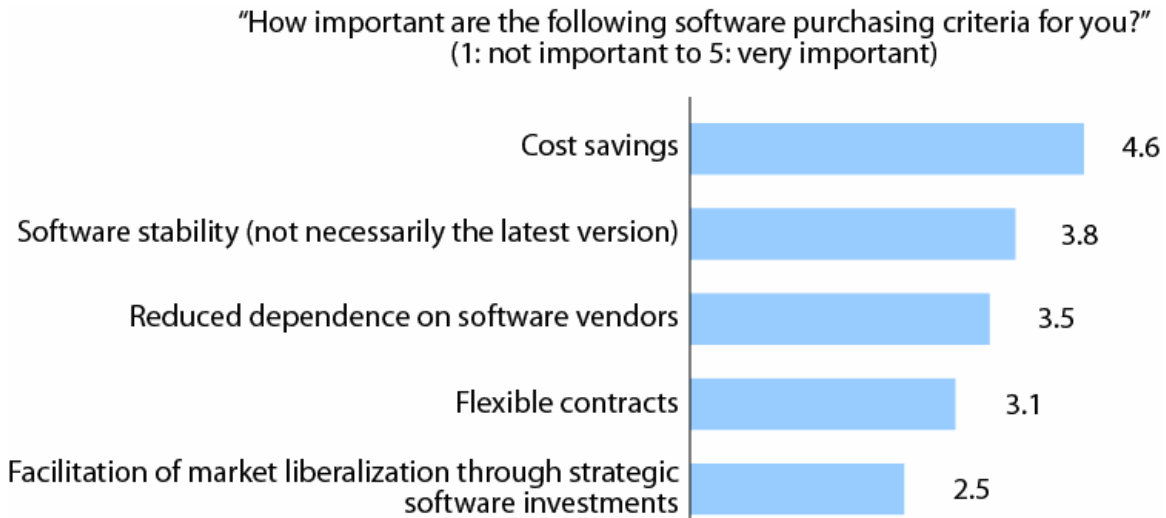 “How important are the following software purchasing criteria for you?”
(1: not important to 5: very important)
Cost savings
4.6
Software stability (not necessarily the latest version)
3.8
Reduced dependence on software vendors
3.5
Flexible contracts
3.1
Facilitation of market liberalization through strategic
software investments
2.5